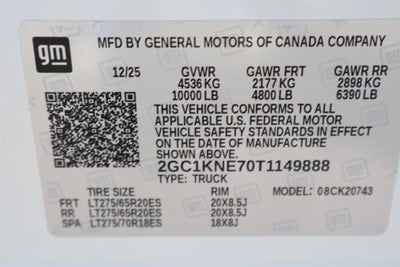 gm MFD BY GENERAL MOTORS OF CANADA COMPANY
12/25 GVWR GAWR FRT GAWR RR
4536 KG 2177 KG 2898 KG
10000 LB 4800 LB 6390 LB
THIS VEHICLE CONFORMS TO ALL
APPLICABLE U.S. FEDERAL MOTOR
VEHICLE SAFETY STANDARDS IN EFFECT
ON THE DATE OF MANUFACTURE
SHOWN ABOVE.
2GC1KNE70T1149888
TYPE: TRUCK
TIRE SIZE RIM MODEL: 08CK20743
FRT LT275/65R20ES 20X8.5J
RR LT275/65R20ES 20X8.5J
SPA LT275/70R18ES 18X8J